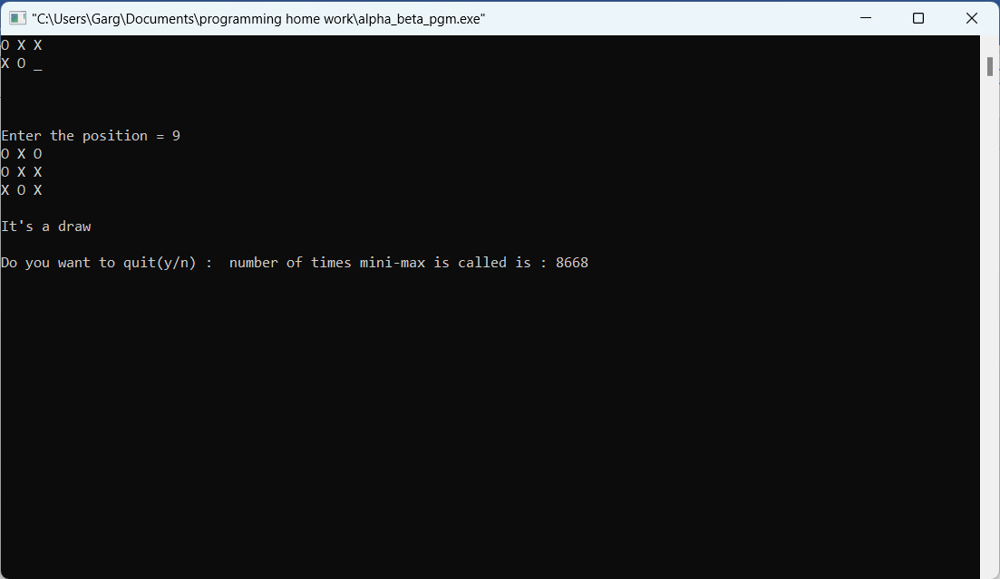 "C:\Users\Garg\Documents\programming home work\alpha_beta_pgm.exe"
O X X
X O _
Enter the position = 9
O X O
O X X
X O X
It's a draw
Do you want to quit(y/n) :  number of times mini-max is called is : 8668